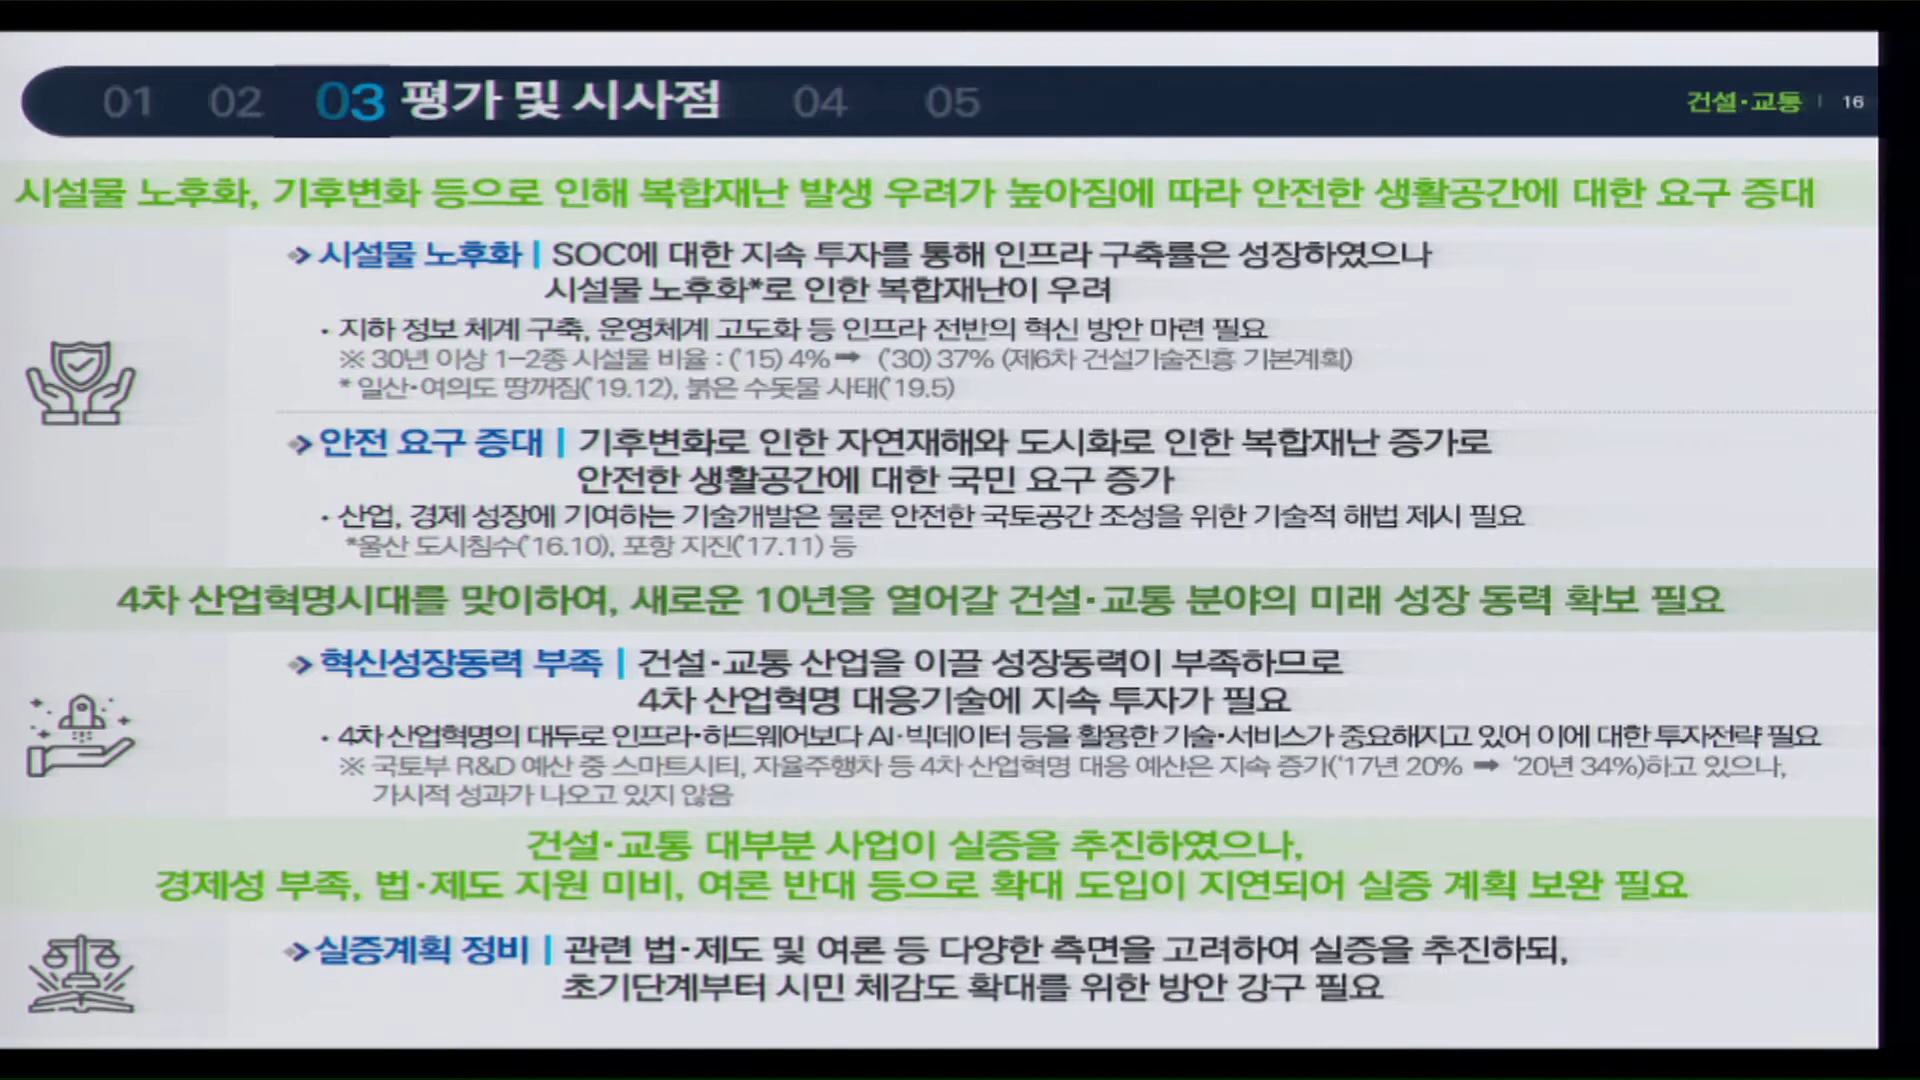 01 02 03 평가 및 시사점 04 05 건설·교통 | 16
시설물 노후화, 기후변화 등으로 인해 복합재난 발생 우려가 높아짐에 따라 안전한 생활공간에 대한 요구 증대
시설물 노후화 | SOC에 대한 지속 투자를 통해 인프라 구축률은 성장하였으나
시설물 노후화*로 인한 복합재난이 우려
· 지하 정보 체계 구축, 운영체계 고도화 등 인프라 전반의 혁신 방안 마련 필요
※ 30년 이상 1-2종 시설물 비율 : ('15) 4% ➡ ('30) 37% (제6차 건설기술진흥 기본계획)
* 일산·여의도 땅꺼짐('19.12), 붉은 수돗물 사태('19.5)
안전 요구 증대 | 기후변화로 인한 자연재해와 도시화로 인한 복합재난 증가로
안전한 생활공간에 대한 국민 요구 증가
· 산업, 경제 성장에 기여하는 기술개발은 물론 안전한 국토공간 조성을 위한 기술적 해법 제시 필요
*울산 도시침수('16.10), 포항 지진('17.11) 등
4차 산업혁명시대를 맞이하여, 새로운 10년을 열어갈 건설·교통 분야의 미래 성장 동력 확보 필요
혁신성장동력 부족 | 건설·교통 산업을 이끌 성장동력이 부족하므로
4차 산업혁명 대응기술에 지속 투자가 필요
· 4차 산업혁명의 대두로 인프라·하드웨어보다 AI·빅데이터 등을 활용한 기술·서비스가 중요해지고 있어 이에 대한 투자전략 필요
※ 국토부 R&D 예산 중 스마트시티, 자율주행차 등 4차 산업혁명 대응 예산은 지속 증가('17년 20% ➡ '20년 34%)하고 있으나,
가시적 성과가 나오고 있지 않음
건설·교통 대부분 사업이 실증을 추진하였으나,
경제성 부족, 법·제도 지원 미비, 여론 반대 등으로 확대 도입이 지연되어 실증 계획 보완 필요
실증계획 정비 | 관련 법·제도 및 여론 등 다양한 측면을 고려하여 실증을 추진하되,
초기단계부터 시민 체감도 확대를 위한 방안 강구 필요